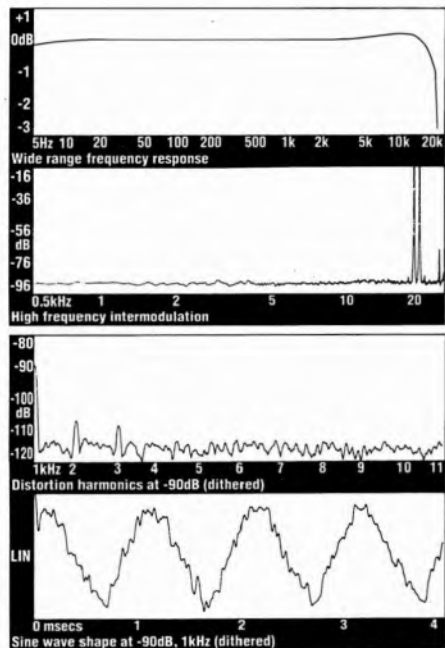 +1
0dB
-1
-2
-3
5Hz 10 20 50 100 200 500 1k 2k 5k 10k 20k
Wide range frequency response
-16
-36
-56
dB
-76
-96
0.5kHz 1 2 5 10 20
High frequency intermodulation
-80
-90
-100
dB
-110
-120
1kHz 2 3 4 5 6 7 8 9 10 11
Distortion harmonics at -90dB (dithered)
LIN
0 msecs 1 2 3 4
Sine wave shape at -90dB, 1kHz (dithered)